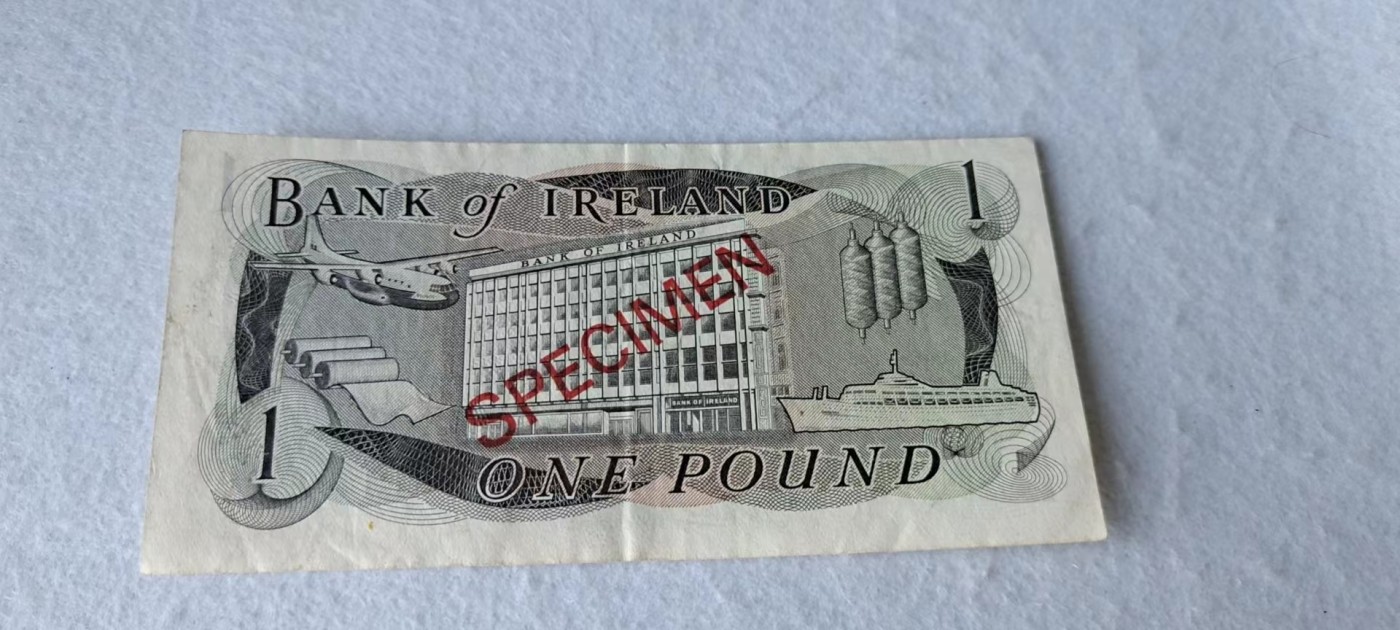 BANK of IRELAND
1
BANK OF IRELAND
SPECIMEN
BANK OF IRELAND
1
ONE POUND